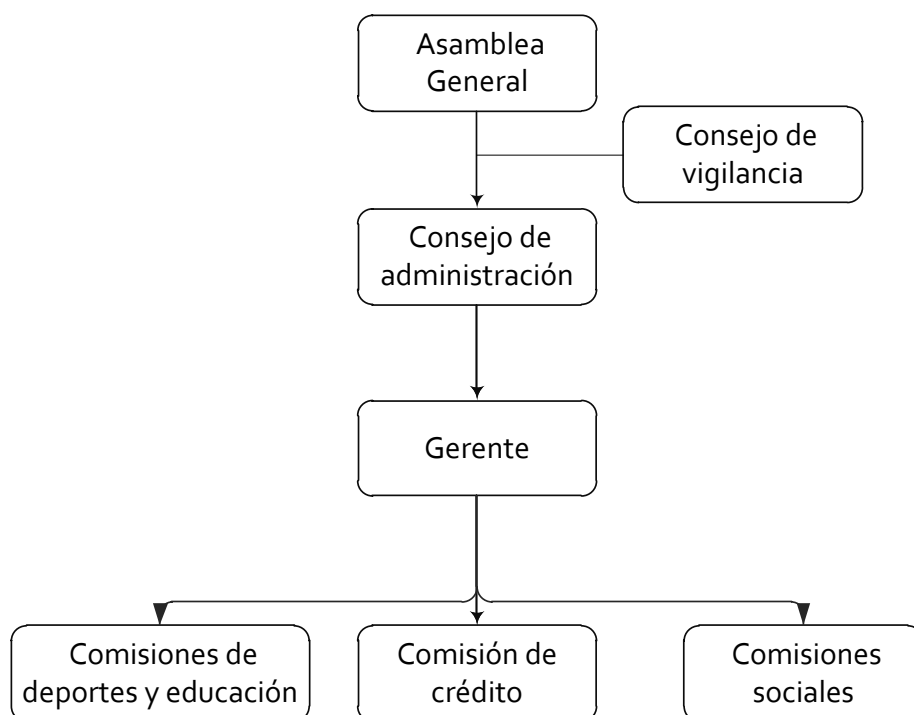 Asamblea
General
Consejo de
vigilancia
Consejo de
administración
Gerente
Comisiones de
deportes y educación
Comisión de
crédito
Comisiones
sociales